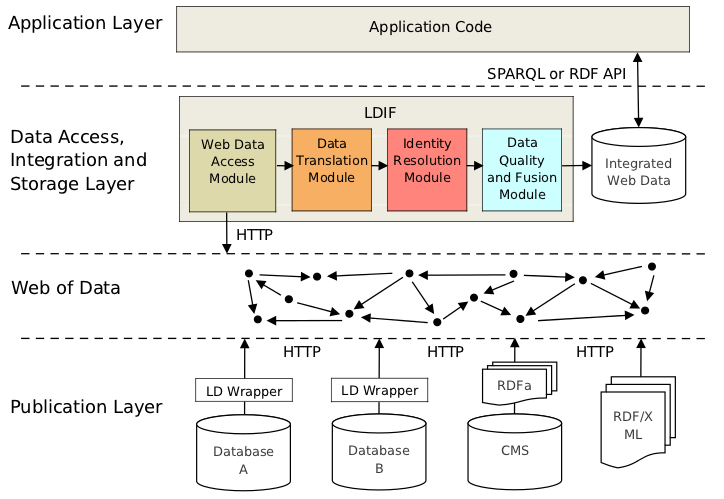 Application Layer
Application Code
SPARQL or RDF API
Data Access,
Integration and
Storage Layer
LDIF
Web Data
Access
Module
Data
Translation
Module
Identity
Resolution
Module
Data
Quality
and Fusion
Module
Integrated
Web Data
HTTP
Web of Data
HTTP
HTTP
HTTP
Publication Layer
LD Wrapper
Database
A
LD Wrapper
Database
B
RDFa
CMS
RDF/X
ML